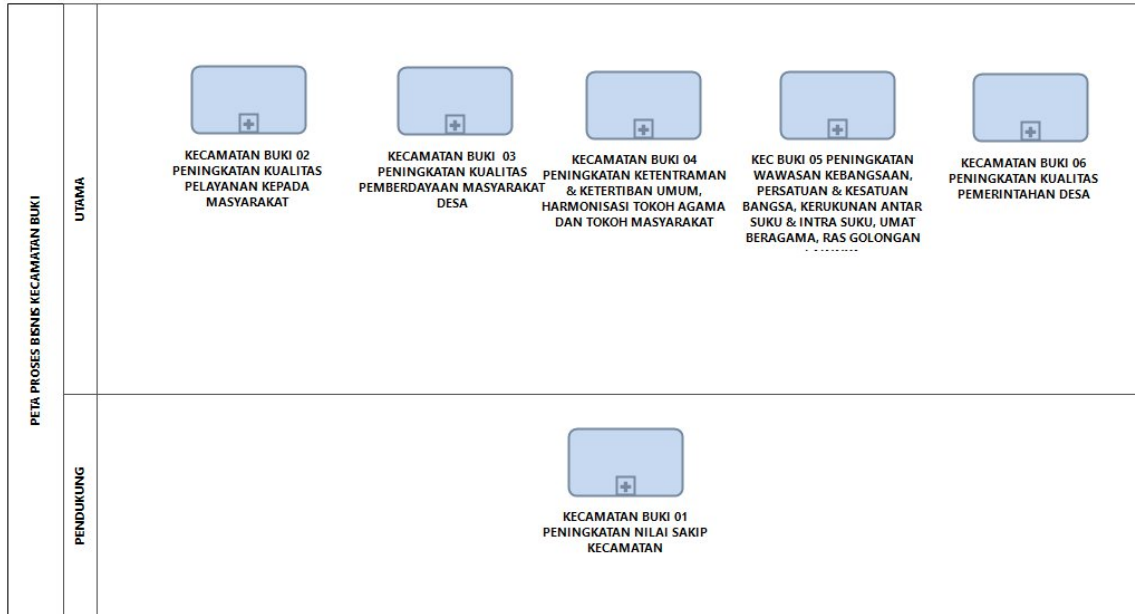 PETA PROSES BISNIS KECAMATAN BUKI
UTAMA
KECAMATAN BUKI 02
PENINGKATAN KUALITAS
PELAYANAN KEPADA
MASYARAKAT
KECAMATAN BUKI 03
PENINGKATAN KUALITAS
PEMBERDAYAAN MASYARAKAT
DESA
KECAMATAN BUKI 04
PENINGKATAN KETENTRAMAN
& KETERTIBAN UMUM,
HARMONISASI TOKOH AGAMA
DAN TOKOH MASYARAKAT
KEC BUKI 05 PENINGKATAN
WAWASAN KEBANGSAAN,
PERSATUAN & KESATUAN
BANGSA, KERUKUNAN ANTAR
SUKU & INTRA SUKU, UMAT
BERAGAMA, RAS GOLONGAN
KECAMATAN BUKI 06
PENINGKATAN KUALITAS
PEMERINTAHAN DESA
PENDUKUNG
KECAMATAN BUKI 01
PENINGKATAN NILAI SAKIP
KECAMATAN